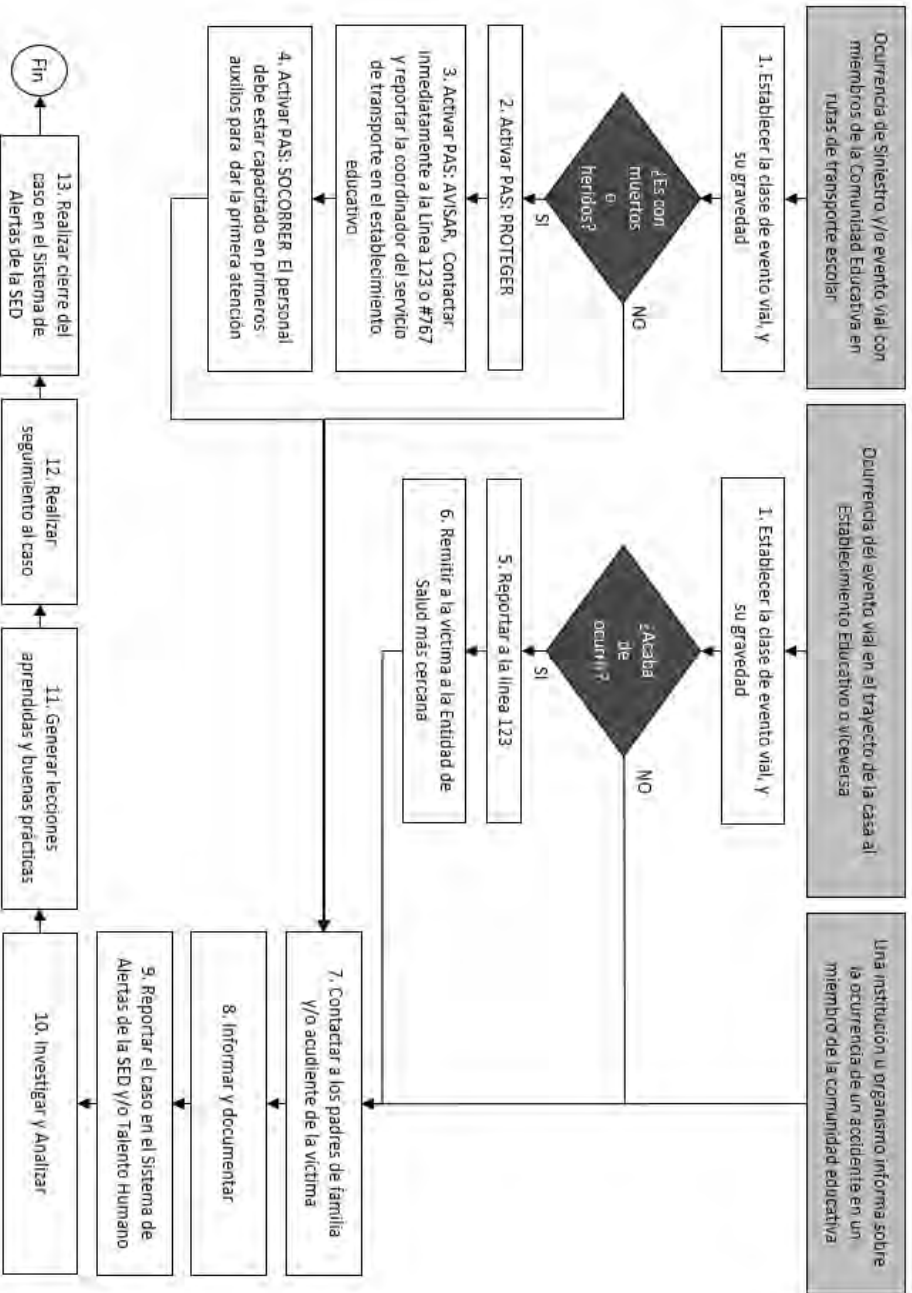 Ocurrencia de Siniestro y/o evento vial con
miembros de la Comunidad Educativa en
rutas de transporte escolar
1. Establecer la clase de evento vial, y
su gravedad
¿Es con
muertos
o
heridos?
NO
SI
2. Activar PAS: PROTEGER
3. Activar PAS: AVISAR, Contactar
inmediatamente a la Línea 123 o #767
y reportar la coordinador del servicio
de transporte en el establecimiento
educativo
4. Activar PAS: SOCORRER El personal
debe estar capacitado en primeros
auxilios para dar la primera atención
Ocurrencia del evento vial en el trayecto de la casa al
Establecimiento Educativo o viceversa
1. Establecer la clase de evento vial, y
su gravedad
¿Acaba
de
ocurrir?
NO
SI
5. Reportar a la línea 123
6. Remitir a la víctima a la Entidad de
Salud más cercana
Una institución u organismo informa sobre
la ocurrencia de un accidente en un
miembro de la comunidad educativa
7. Contactar a los padres de familia
y/o acudiente de la víctima
8. Informar y documentar
9. Reportar el caso en el Sistema de
Alertas de la SED y/o Talento Humano
10. Investigar y Analizar
11. Generar lecciones
aprendidas y buenas prácticas
12. Realizar
seguimiento al caso
13. Realizar cierre del
caso en el Sistema de
Alertas de la SED
Fin